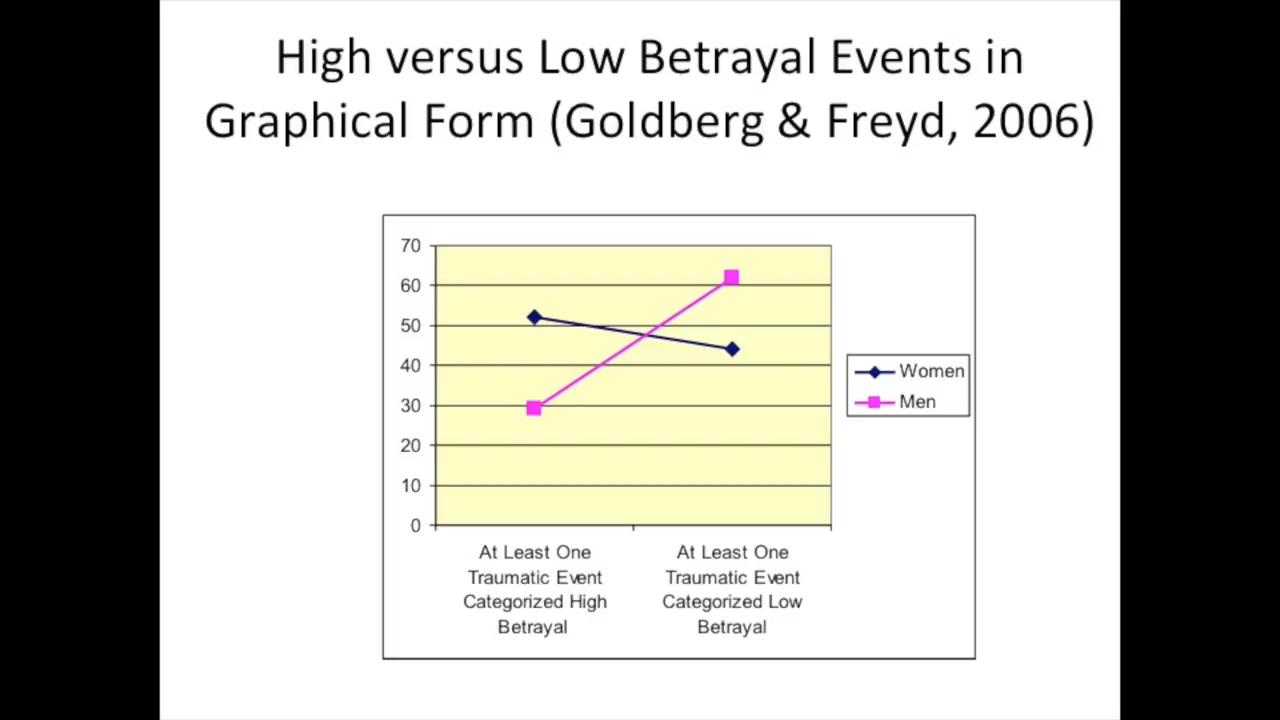 High versus Low Betrayal Events in
Graphical Form (Goldberg & Freyd, 2006)
70
60
50
40
30
20
10
0
At Least One
Traumatic Event
Categorized High
Betrayal
At Least One
Traumatic Event
Categorized Low
Betrayal
Women
Men